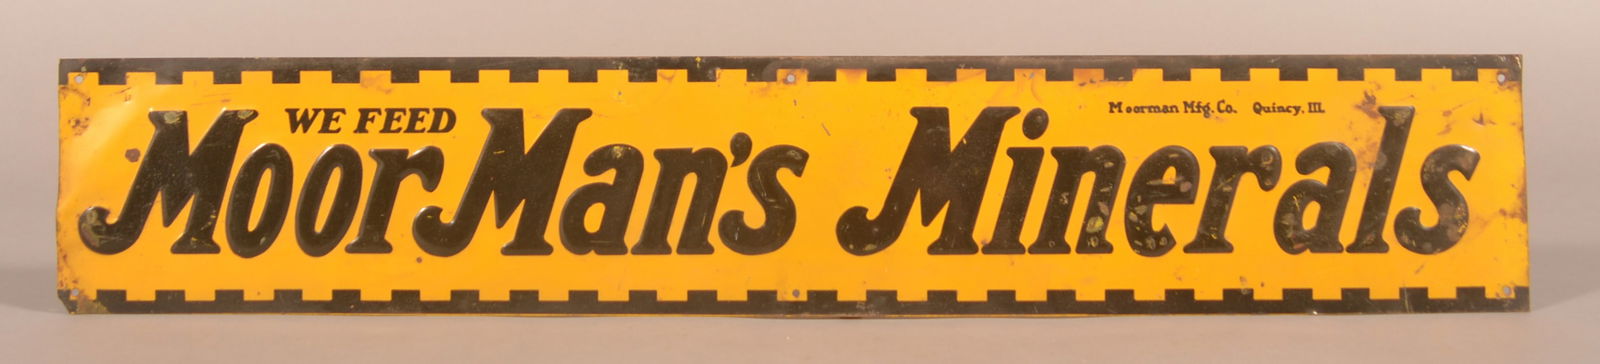 WE FEED
Moorman Mfg. Co. Quincy, Ill.
MoorMan's Minerals